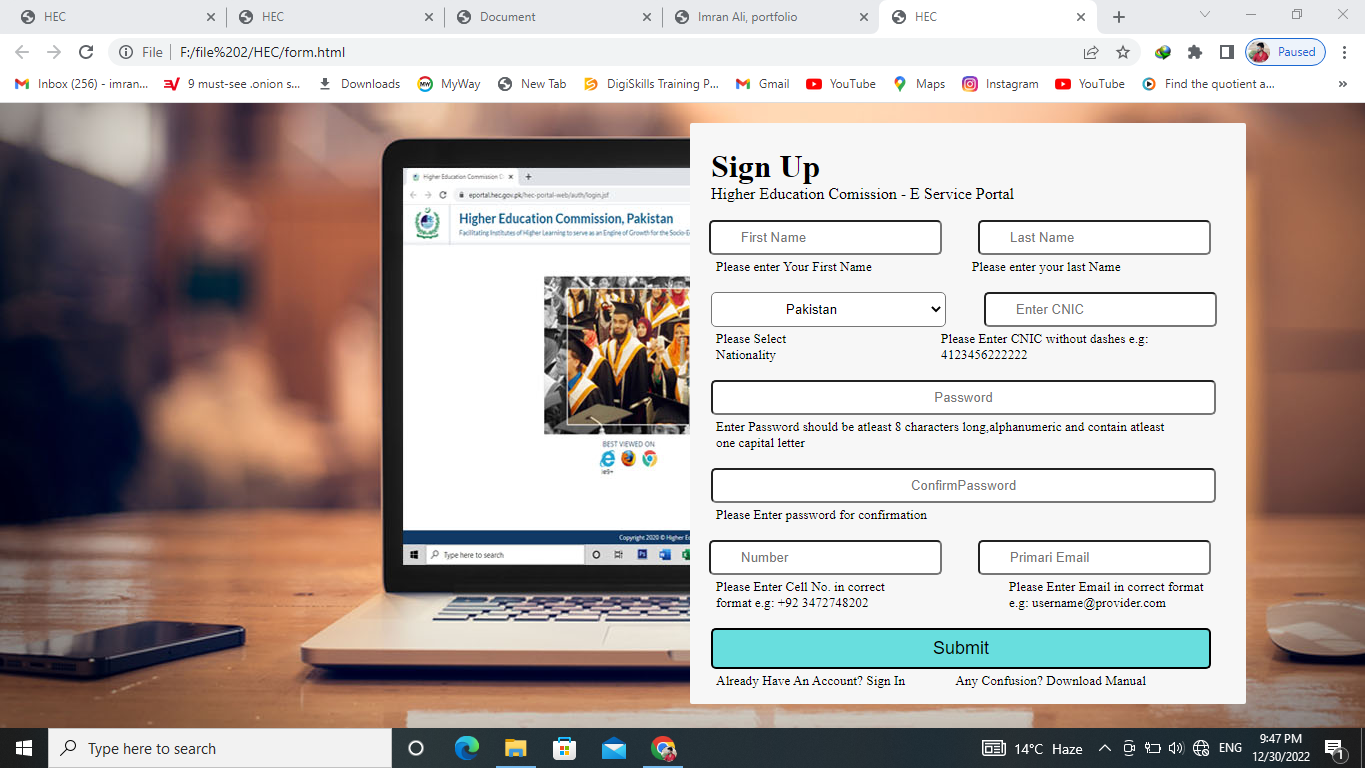 HEC
HEC
Document
Imran Ali, portfolio
HEC
File
F:/file%202/HEC/form.html
Paused
Inbox (256) - imran...
9 must-see .onion s...
Downloads
MyWay
New Tab
DigiSkills Training P...
Gmail
YouTube
Maps
Instagram
YouTube
Find the quotient a...
»
Higher Education Commission
eportal.hec.gov.pk/hec-portal-web/auth/login.jsf
Higher Education Commission, Pakistan
Facilitating Institutes of Higher Learning to serve as an Engine of Growth for the Socio-E
BEST VIEWED ON
ie9+
Copyright 2020 © Higher E
Type here to search
Sign Up
Higher Education Comission - E Service Portal
First Name
Last Name
Please enter Your First Name
Please enter your last Name
Pakistan
Enter CNIC
Please Select
Nationality
Please Enter CNIC without dashes e.g:
4123456222222
Password
Enter Password should be atleast 8 characters long,alphanumeric and contain atleast
one capital letter
ConfirmPassword
Please Enter password for confirmation
Number
Primari Email
Please Enter Cell No. in correct
format e.g: +92 3472748202
Please Enter Email in correct format
e.g: username@provider.com
Submit
Already Have An Account? Sign In
Any Confusion? Download Manual
Type here to search
14°C Haze
ENG
9:47 PM
12/30/2022
1